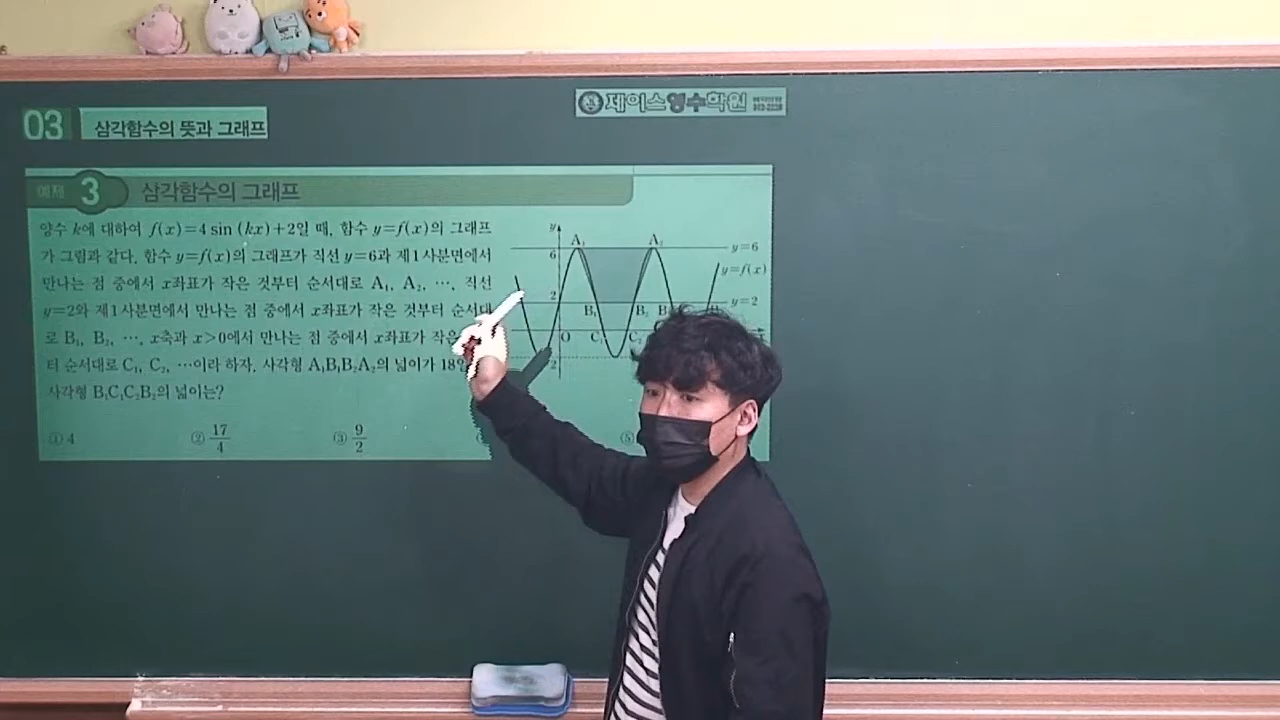 제이스영수학원
03 삼각함수의 뜻과 그래프
예제 3 삼각함수의 그래프
양수 k에 대하여 f(x)=4 sin (kx)+2일 때, 함수 y=f(x)의 그래프
가 그림과 같다. 함수 y=f(x)의 그래프가 직선 y=6과 제1사분면에서
만나는 점 중에서 x좌표가 작은 것부터 순서대로 A₁, A₂, ⋯, 직선
y=2와 제1사분면에서 만나는 점 중에서 x좌표가 작은 것부터 순서대
로 B₁, B₂, ⋯, x축과 x>0에서 만나는 점 중에서 x좌표가 작은
터 순서대로 C₁, C₂, ⋯이라 하자. 사각형 A₁B₁B₂A₂의 넓이가 18일
사각형 B₁C₁C₂B₂의 넓이는?
① 4 ② 17/4 ③ 9/2 ⑤
y
A₁ A₂
6 y=6
y=f(x)
2 y=2
B₁ B₂
O C₁ C₂
2